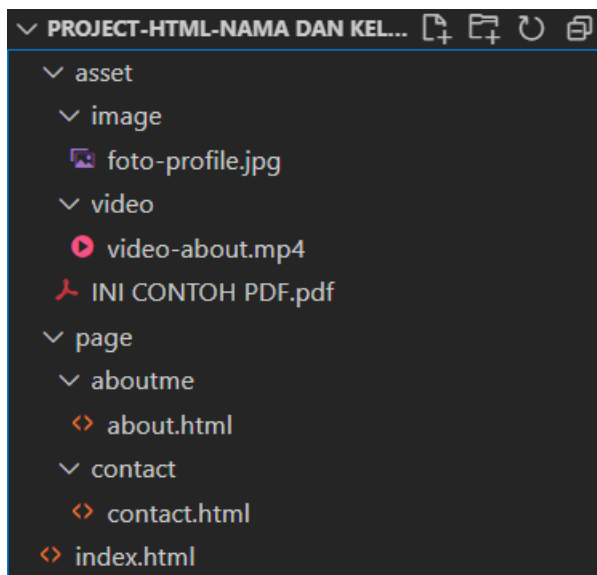 PROJECT-HTML-NAMA DAN KEL...
asset
image
foto-profile.jpg
video
video-about.mp4
INI CONTOH PDF.pdf
page
aboutme
about.html
contact
contact.html
index.html